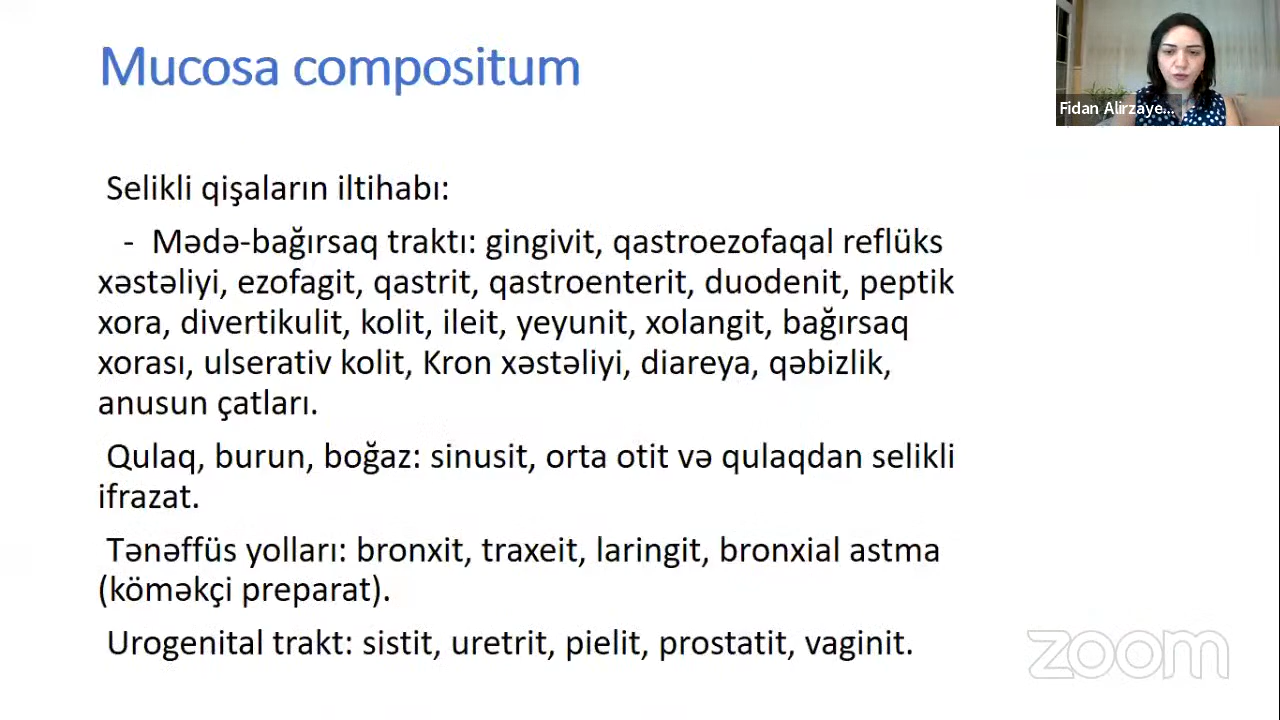 Mucosa compositum
Fidan Alirzaye...
Selikli qişaların iltihabı:
- Mədə-bağırsaq traktı: gingivit, qastroezofaqal reflüks
xəstəliyi, ezofagit, qastrit, qastroenterit, duodenit, peptik
xora, divertikulit, kolit, ileit, yeyunit, xolangit, bağırsaq
xorası, ulserativ kolit, Kron xəstəliyi, diareya, qəbizlik,
anusun çatları.
Qulaq, burun, boğaz: sinusit, orta otit və qulaqdan selikli
ifrazat.
Tənəffüs yolları: bronxit, traxeit, laringit, bronxial astma
(köməkçi preparat).
Urogenital trakt: sistit, uretrit, pielit, prostatit, vaginit.
zoom